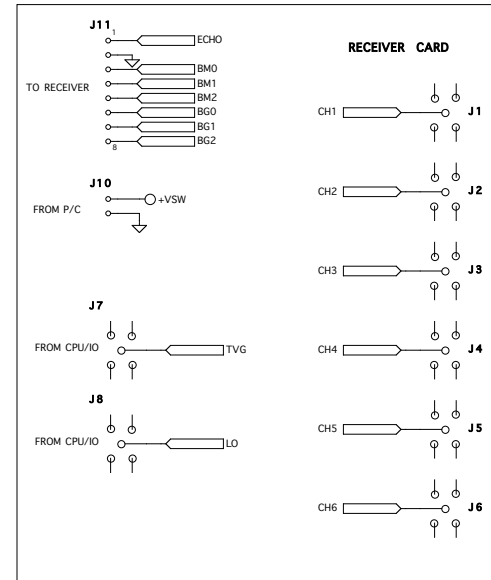 J11
1
ECHO
TO RECEIVER
BM0
BM1
BM2
BG0
BG1
BG2
8
J10
FROM P/C
+VSW
J7
FROM CPU/IO
TVG
J8
FROM CPU/IO
LO
RECEIVER CARD
CH1
J1
CH2
J2
CH3
J3
CH4
J4
CH5
J5
CH6
J6